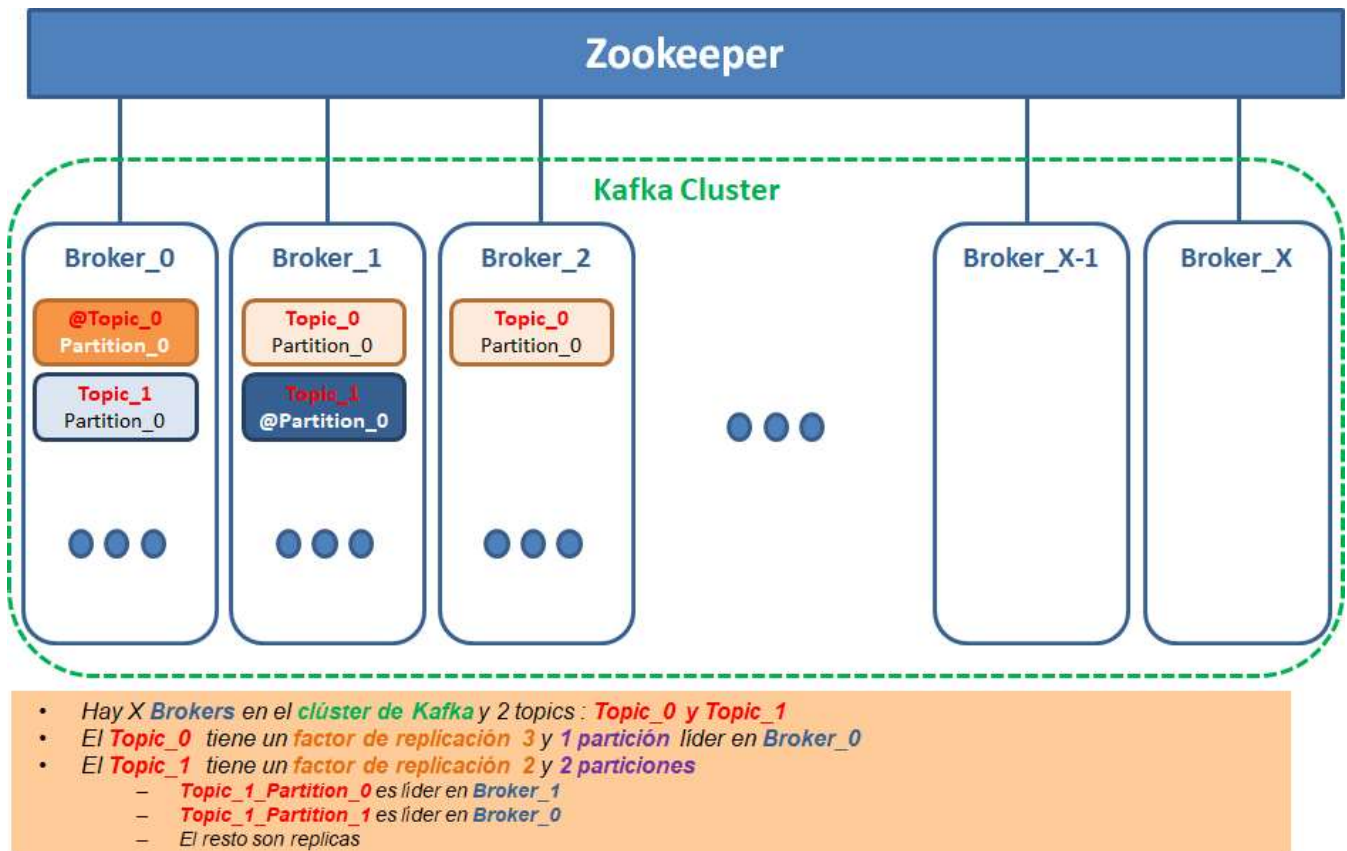 Zookeeper
Kafka Cluster
Broker_0
Broker_1
Broker_2
Broker_X-1
Broker_X
@Topic_0
Partition_0
Topic_0
Partition_0
Topic_0
Partition_0
Topic_1
Partition_0
Topic_1
@Partition_0
• Hay X Brokers en el clúster de Kafka y 2 topics : Topic_0 y Topic_1
• El Topic_0 tiene un factor de replicación 3 y 1 partición líder en Broker_0
• El Topic_1 tiene un factor de replicación 2 y 2 particiones
– Topic_1_Partition_0 es líder en Broker_1
– Topic_1_Partition_1 es líder en Broker_0
– El resto son replicas